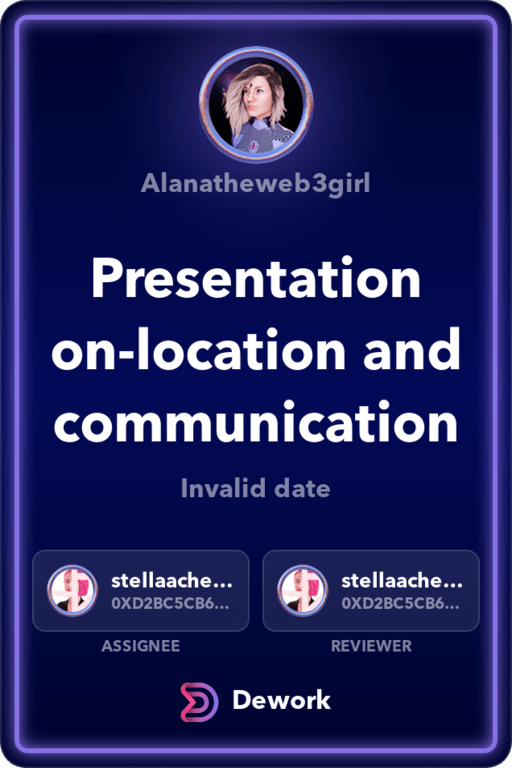 Alanatheweb3girl
Presentation
on-location and
communication
Invalid date
stellaache...
0XD2BC5CB6...
ASSIGNEE
stellaache...
0XD2BC5CB6...
REVIEWER
Dework